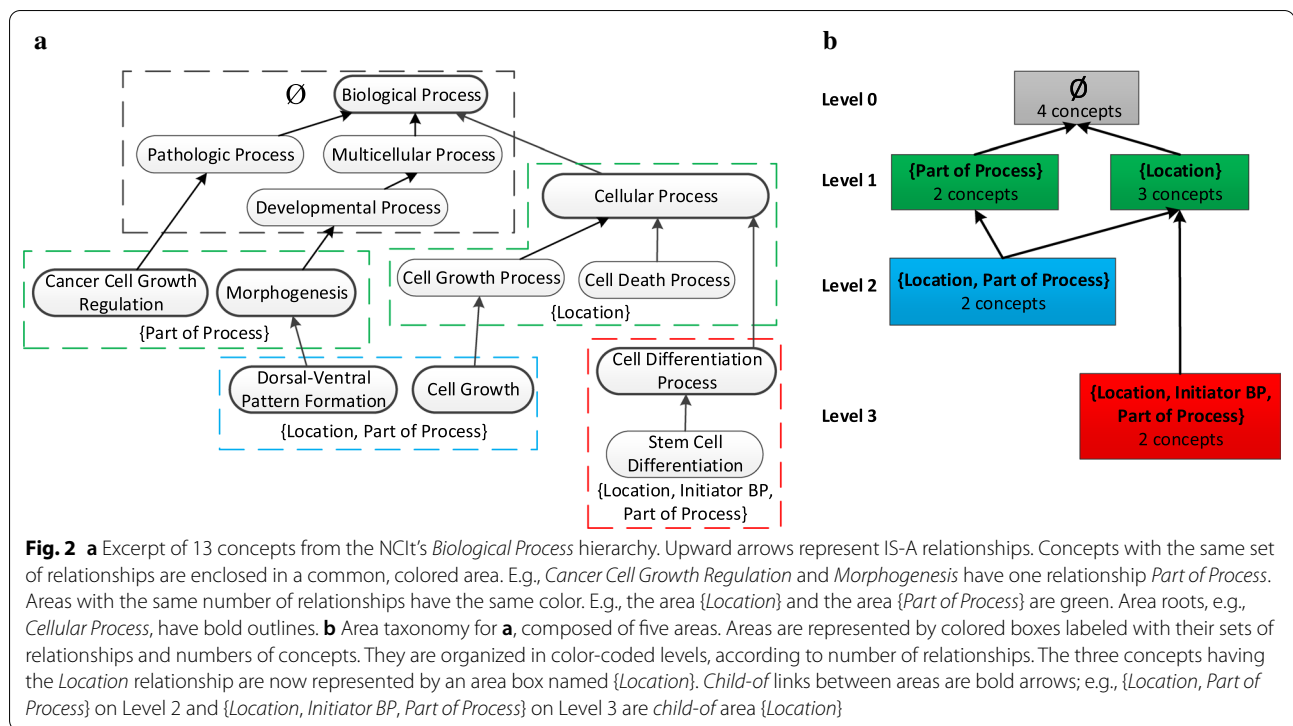 a
Ø
Biological Process
Pathologic Process
Multicellular Process
Developmental Process
Cellular Process
Cell Growth Process
Cell Death Process
{Location}
Cancer Cell Growth
Regulation
Morphogenesis
{Part of Process}
Dorsal-Ventral
Pattern Formation
Cell Growth
{Location, Part of Process}
Cell Differentiation
Process
Stem Cell
Differentiation
{Location, Initiator BP,
Part of Process}
b
Level 0
Ø
4 concepts
Level 1
{Part of Process}
2 concepts
{Location}
3 concepts
Level 2
{Location, Part of Process}
2 concepts
Level 3
{Location, Initiator BP,
Part of Process}
2 concepts
Fig. 2 a Excerpt of 13 concepts from the NCIt's Biological Process hierarchy. Upward arrows represent IS-A relationships. Concepts with the same set
of relationships are enclosed in a common, colored area. E.g., Cancer Cell Growth Regulation and Morphogenesis have one relationship Part of Process.
Areas with the same number of relationships have the same color. E.g., the area {Location} and the area {Part of Process} are green. Area roots, e.g.,
Cellular Process, have bold outlines. b Area taxonomy for a, composed of five areas. Areas are represented by colored boxes labeled with their sets of
relationships and numbers of concepts. They are organized in color-coded levels, according to number of relationships. The three concepts having
the Location relationship are now represented by an area box named {Location}. Child-of links between areas are bold arrows; e.g., {Location, Part of
Process} on Level 2 and {Location, Initiator BP, Part of Process} on Level 3 are child-of area {Location}